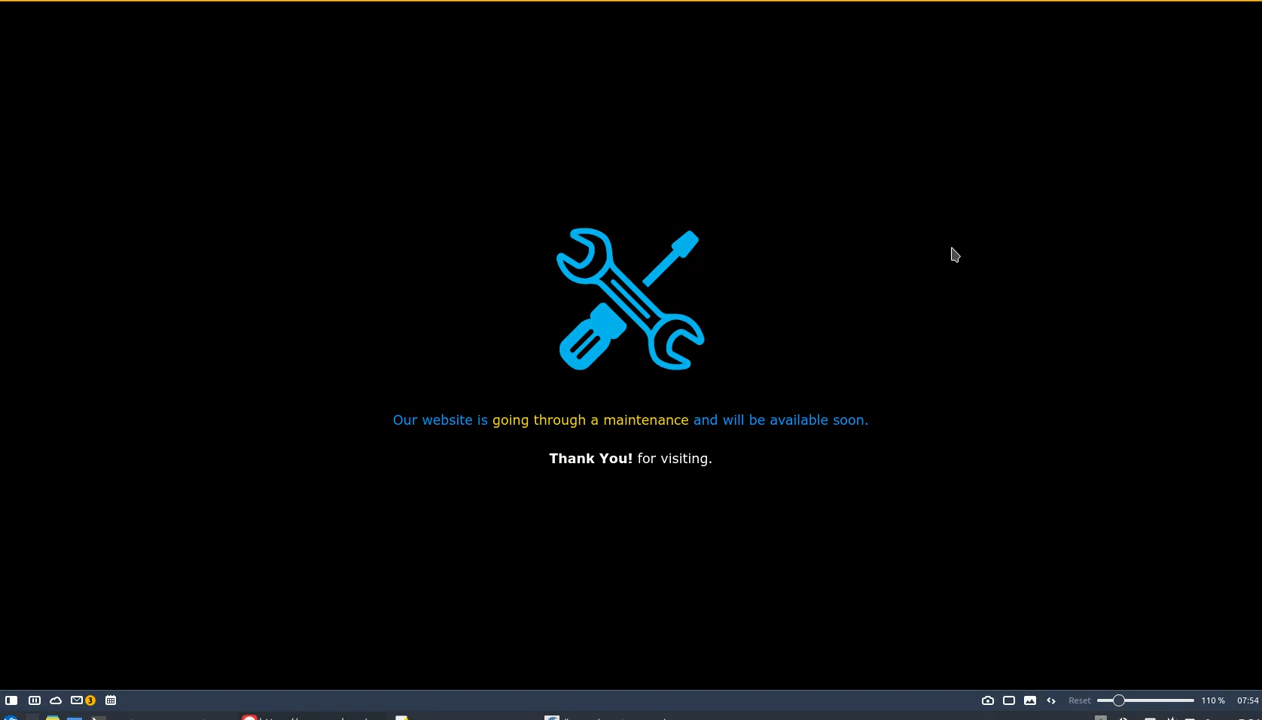 Our website is going through a maintenance and will be available soon.
Thank You! for visiting.
3
Reset 110 % 07:54